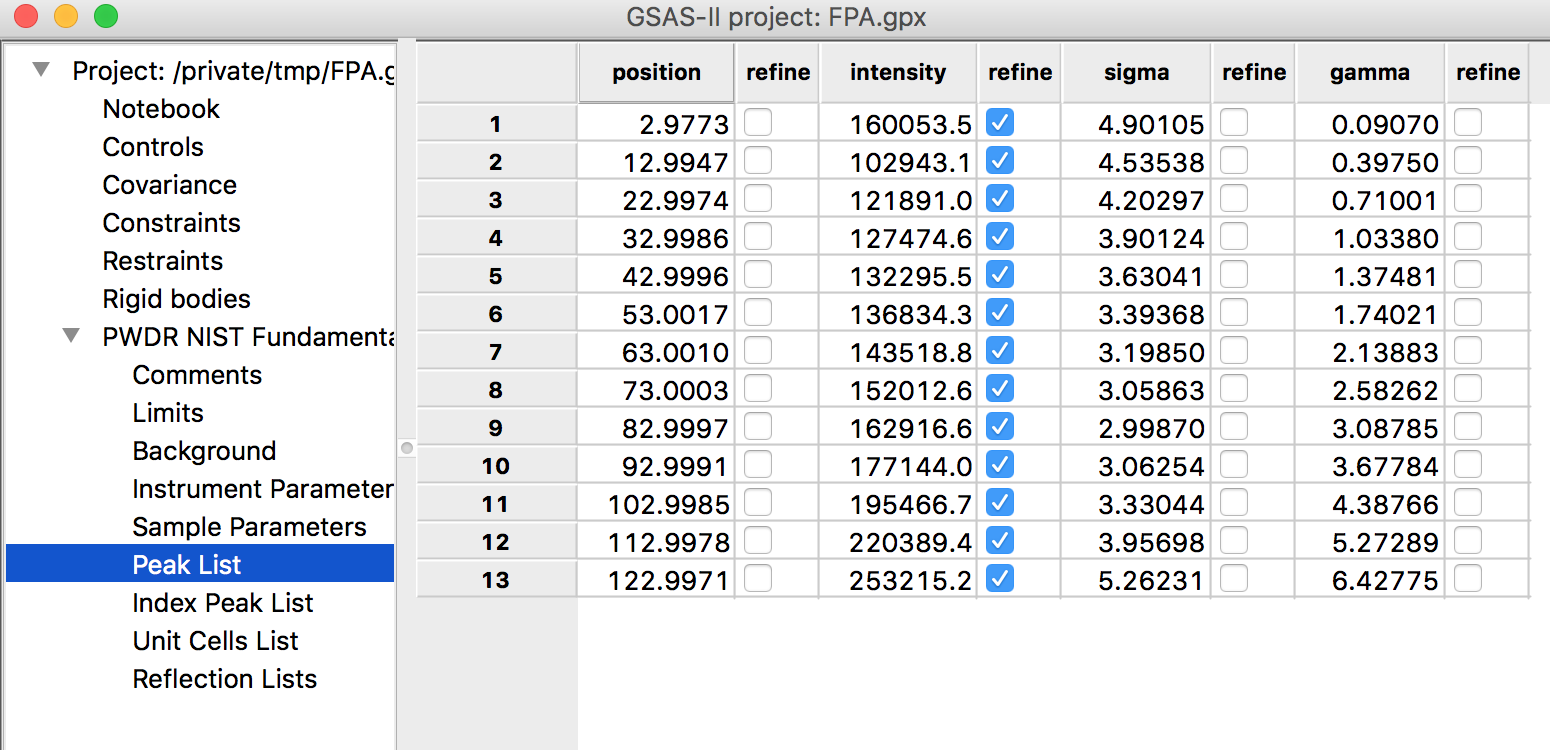 GSAS-II project: FPA.gpx
Project: /private/tmp/FPA.g
Notebook
Controls
Covariance
Constraints
Restraints
Rigid bodies
PWDR NIST Fundamenta
Comments
Limits
Background
Instrument Parameter
Sample Parameters
Peak List
Index Peak List
Unit Cells List
Reflection Lists
position refine intensity refine sigma refine gamma refine
1 2.9773 160053.5 4.90105 0.09070
2 12.9947 102943.1 4.53538 0.39750
3 22.9974 121891.0 4.20297 0.71001
4 32.9986 127474.6 3.90124 1.03380
5 42.9996 132295.5 3.63041 1.37481
6 53.0017 136834.3 3.39368 1.74021
7 63.0010 143518.8 3.19850 2.13883
8 73.0003 152012.6 3.05863 2.58262
9 82.9997 162916.6 2.99870 3.08785
10 92.9991 177144.0 3.06254 3.67784
11 102.9985 195466.7 3.33044 4.38766
12 112.9978 220389.4 3.95698 5.27289
13 122.9971 253215.2 5.26231 6.42775